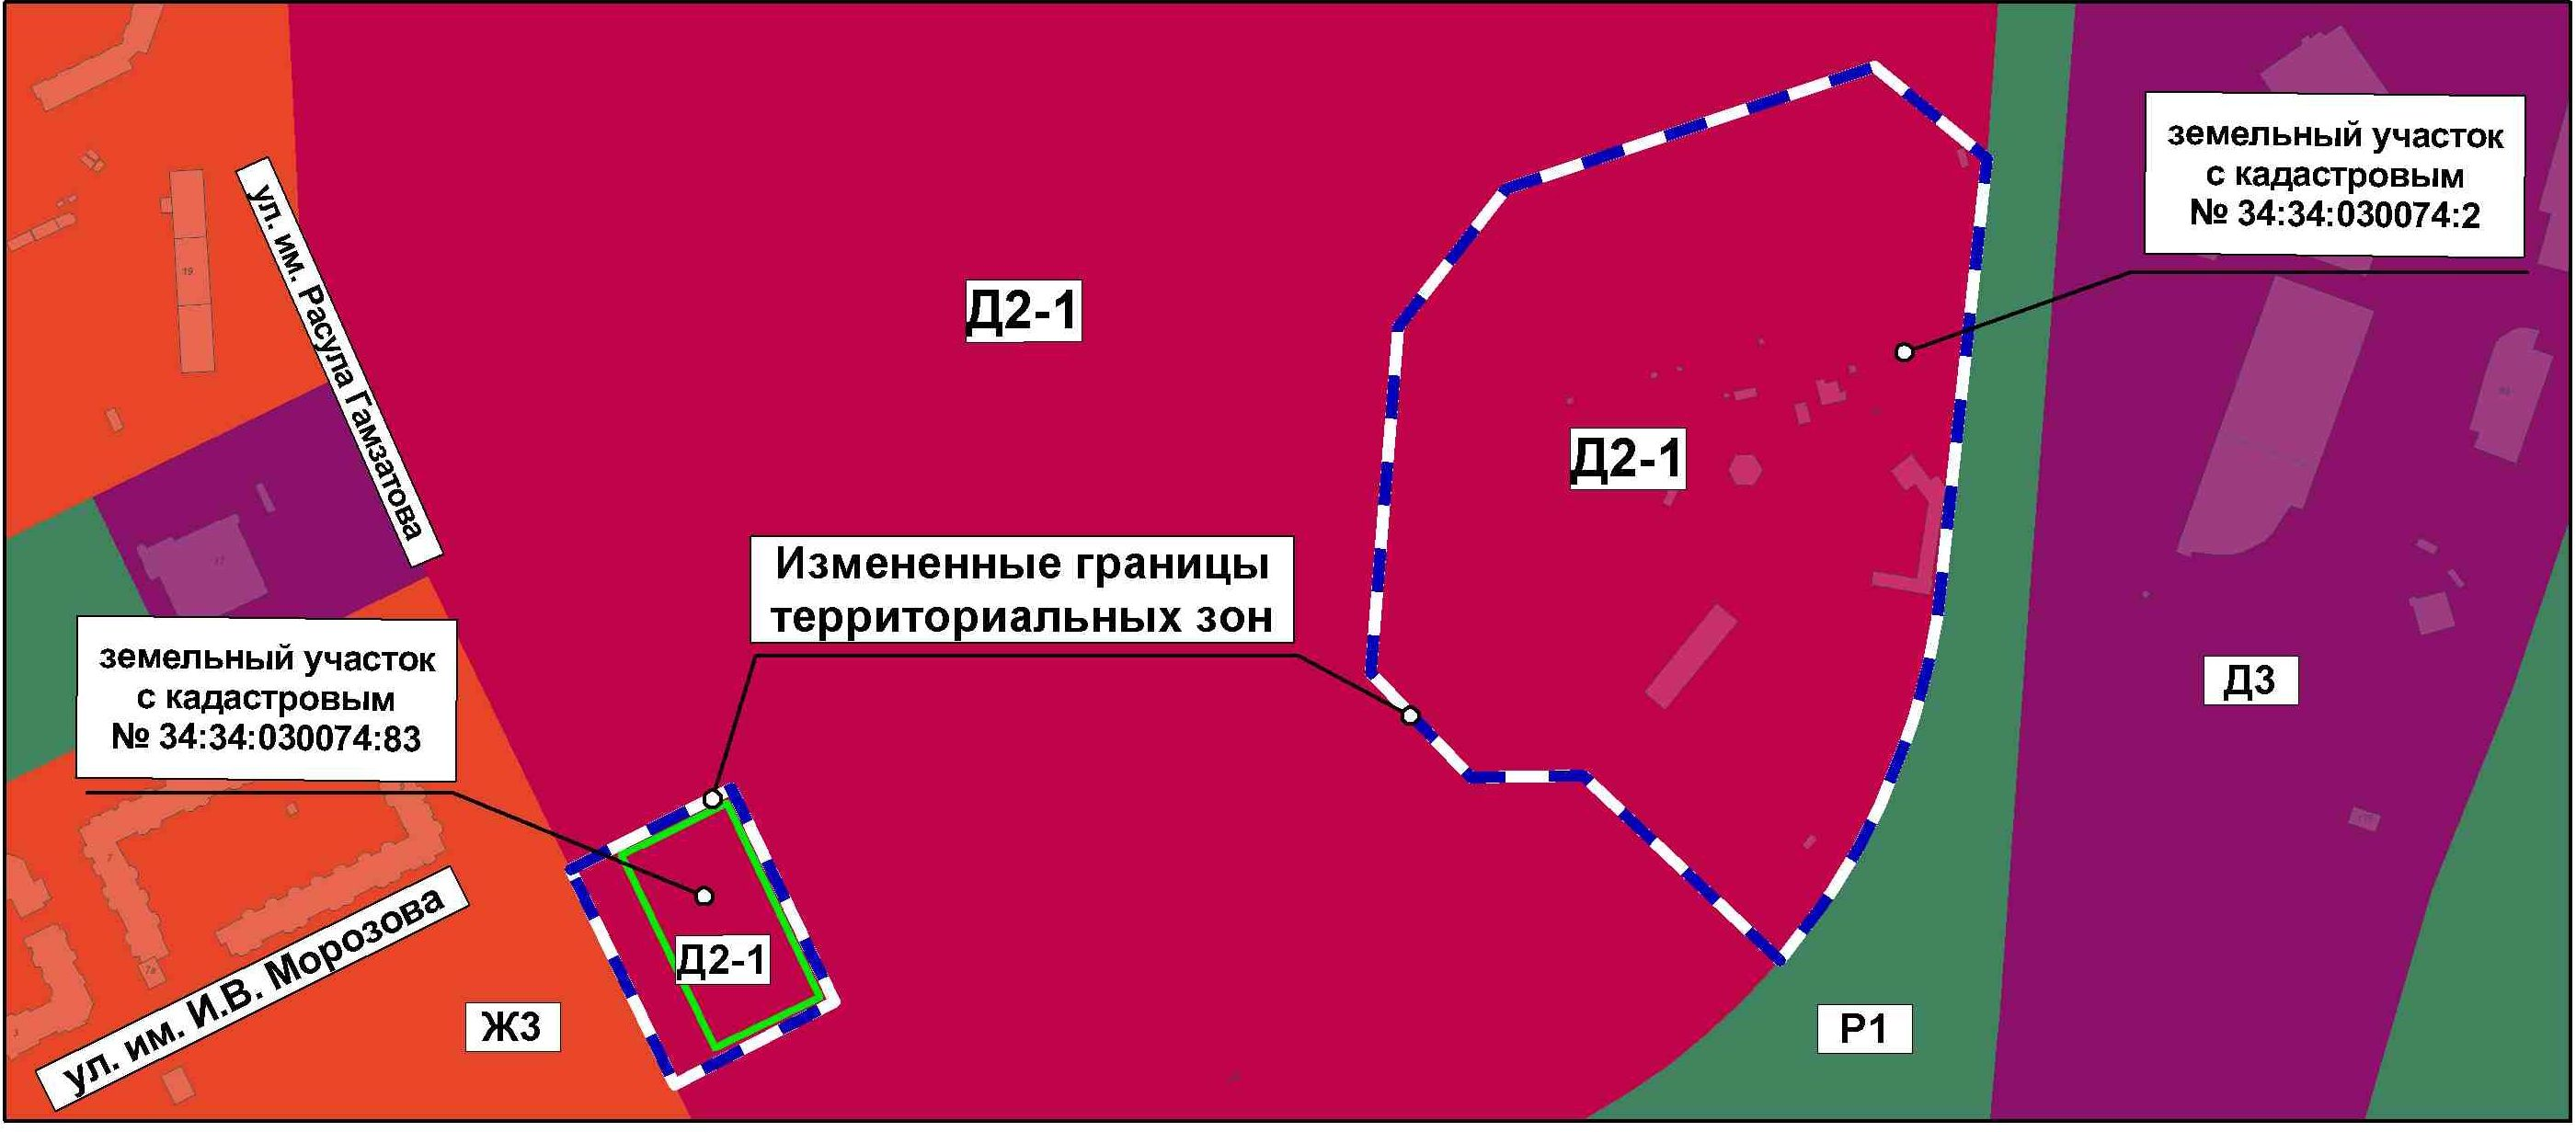 земельный участок
с кадастровым
№ 34:34:030074:2
ул. им. Расула Гамзатова
19
Д2-1
Д2-1
Измененные границы
территориальных зон
земельный участок
с кадастровым
№ 34:34:030074:83
Д3
Д2-1
ул. им. И.В. Морозова
Ж3
Р1